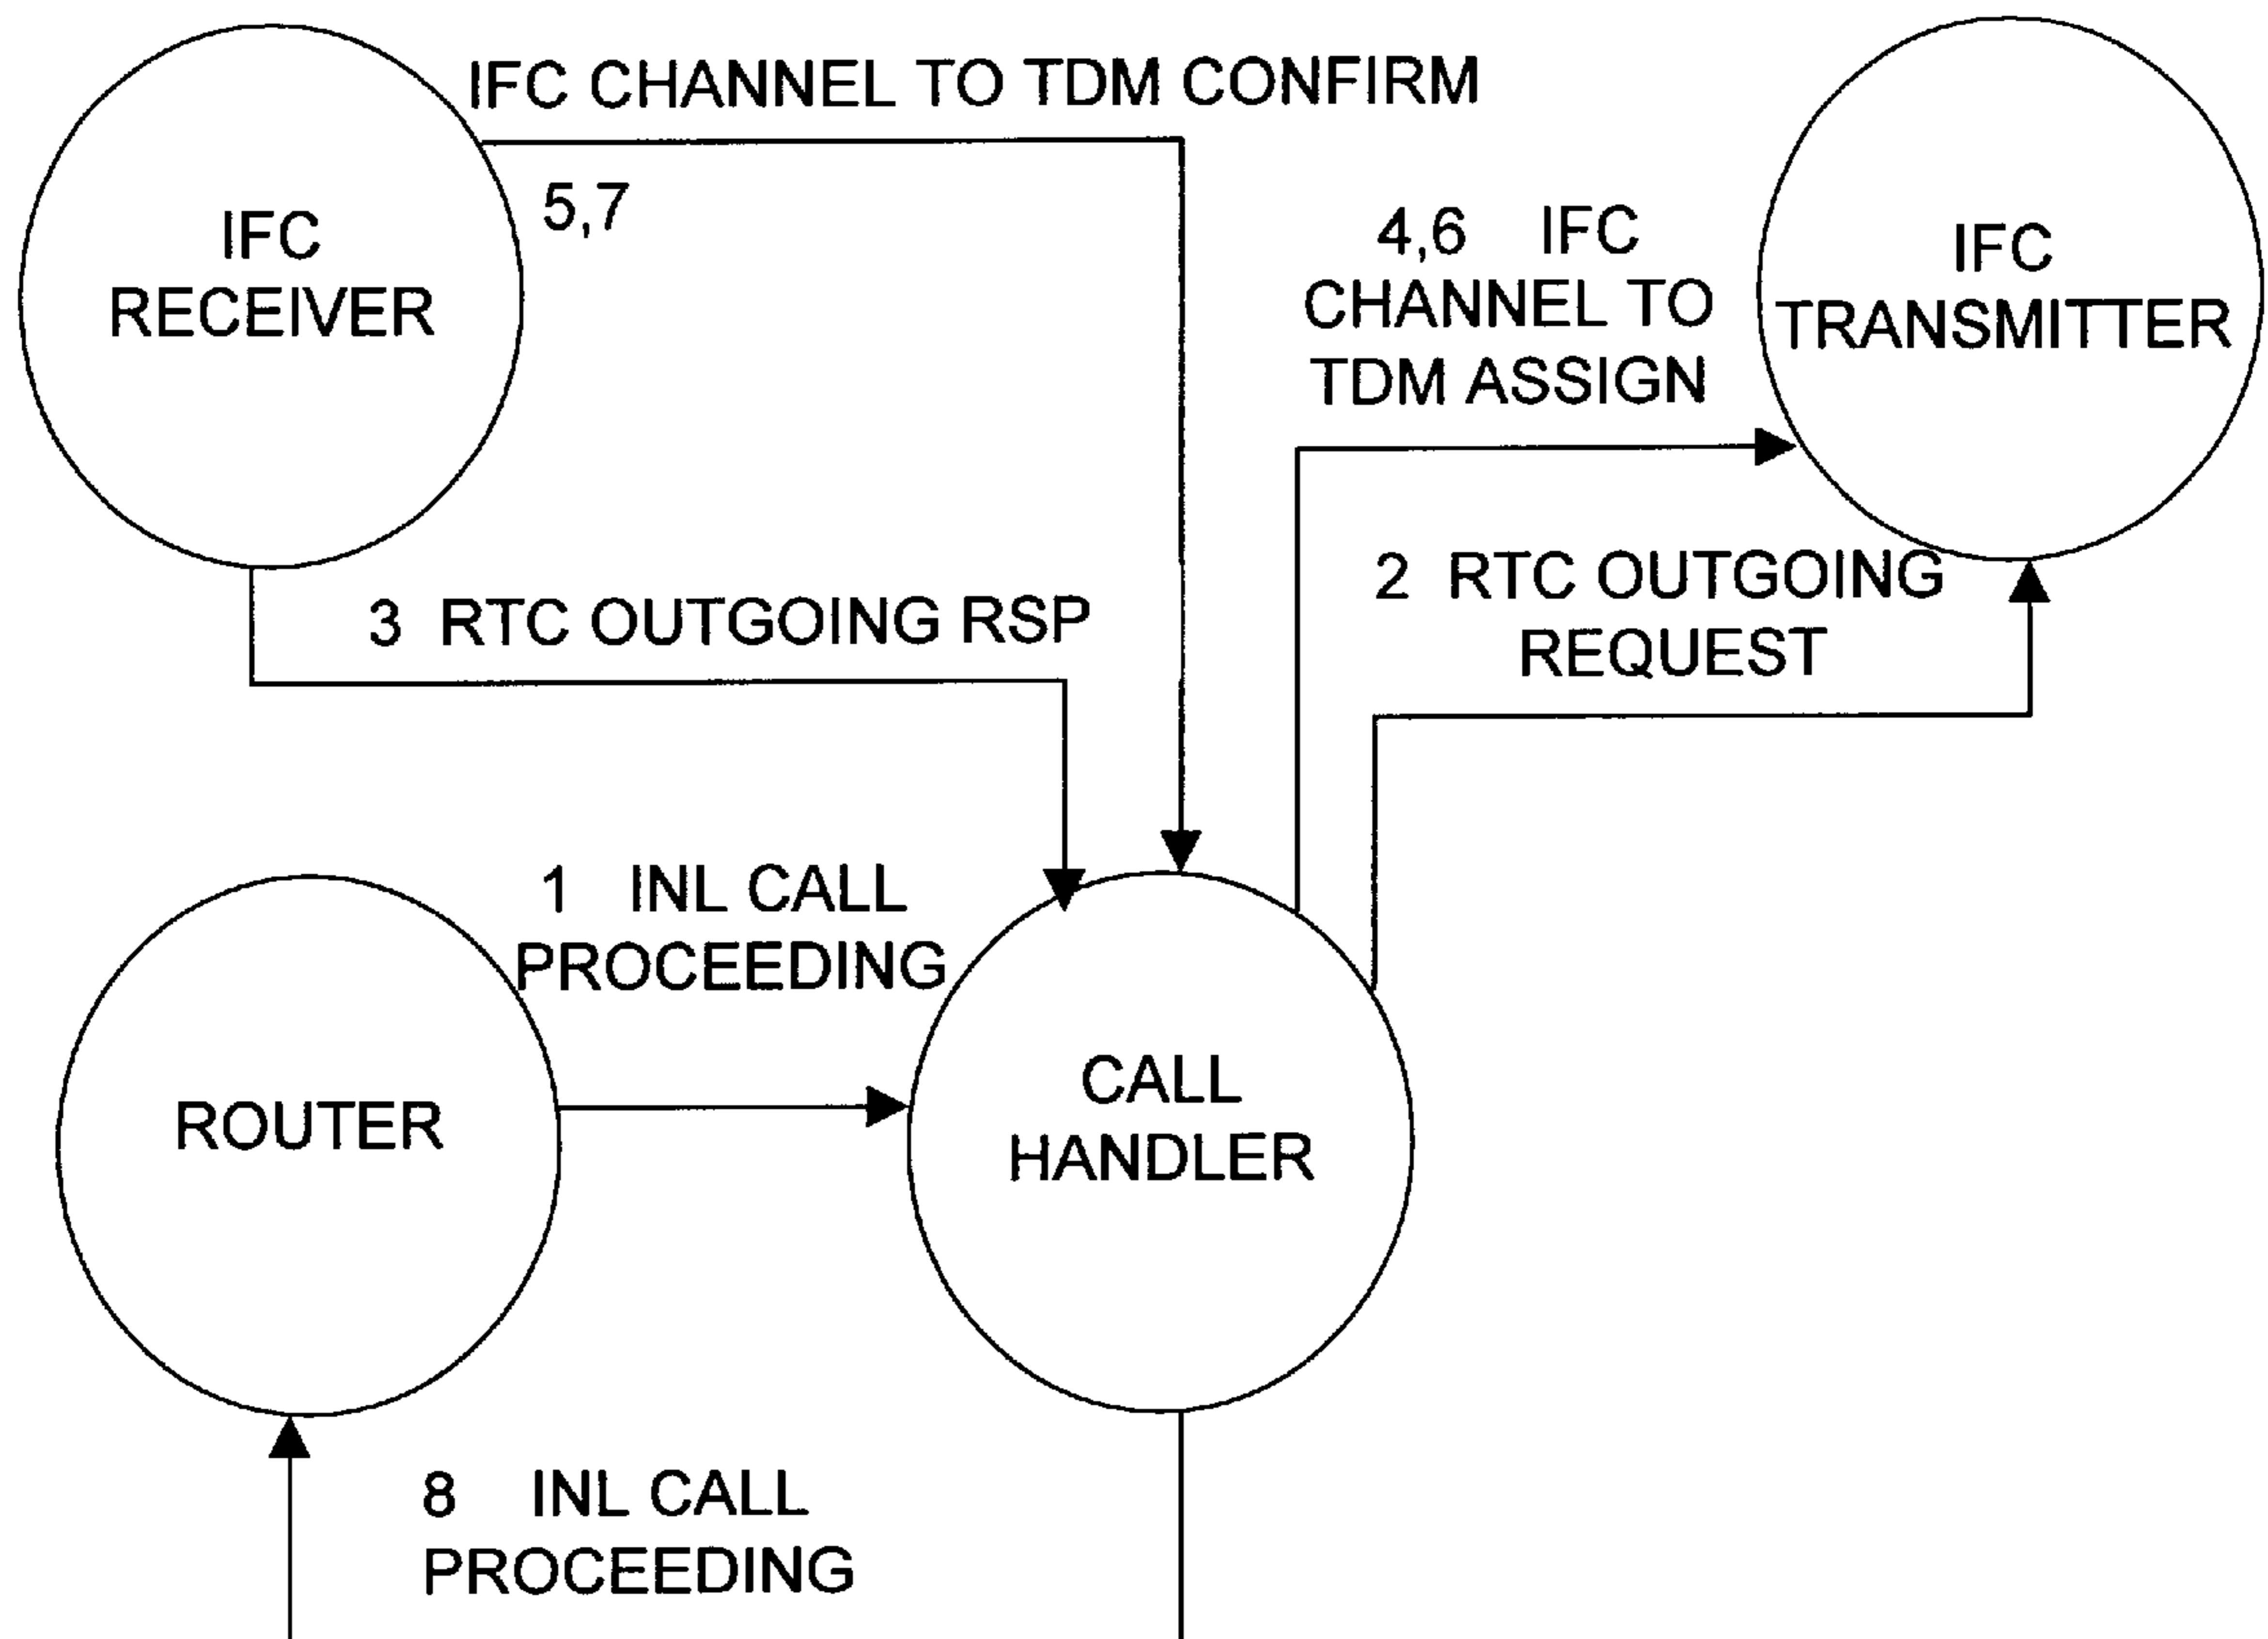 IFC CHANNEL TO TDM CONFIRM
5,7
IFC
RECEIVER
4,6 IFC
CHANNEL TO
TDM ASSIGN
IFC
TRANSMITTER
3 RTC OUTGOING RSP
2 RTC OUTGOING
REQUEST
1 INL CALL
PROCEEDING
ROUTER
CALL
HANDLER
8 INL CALL
PROCEEDING